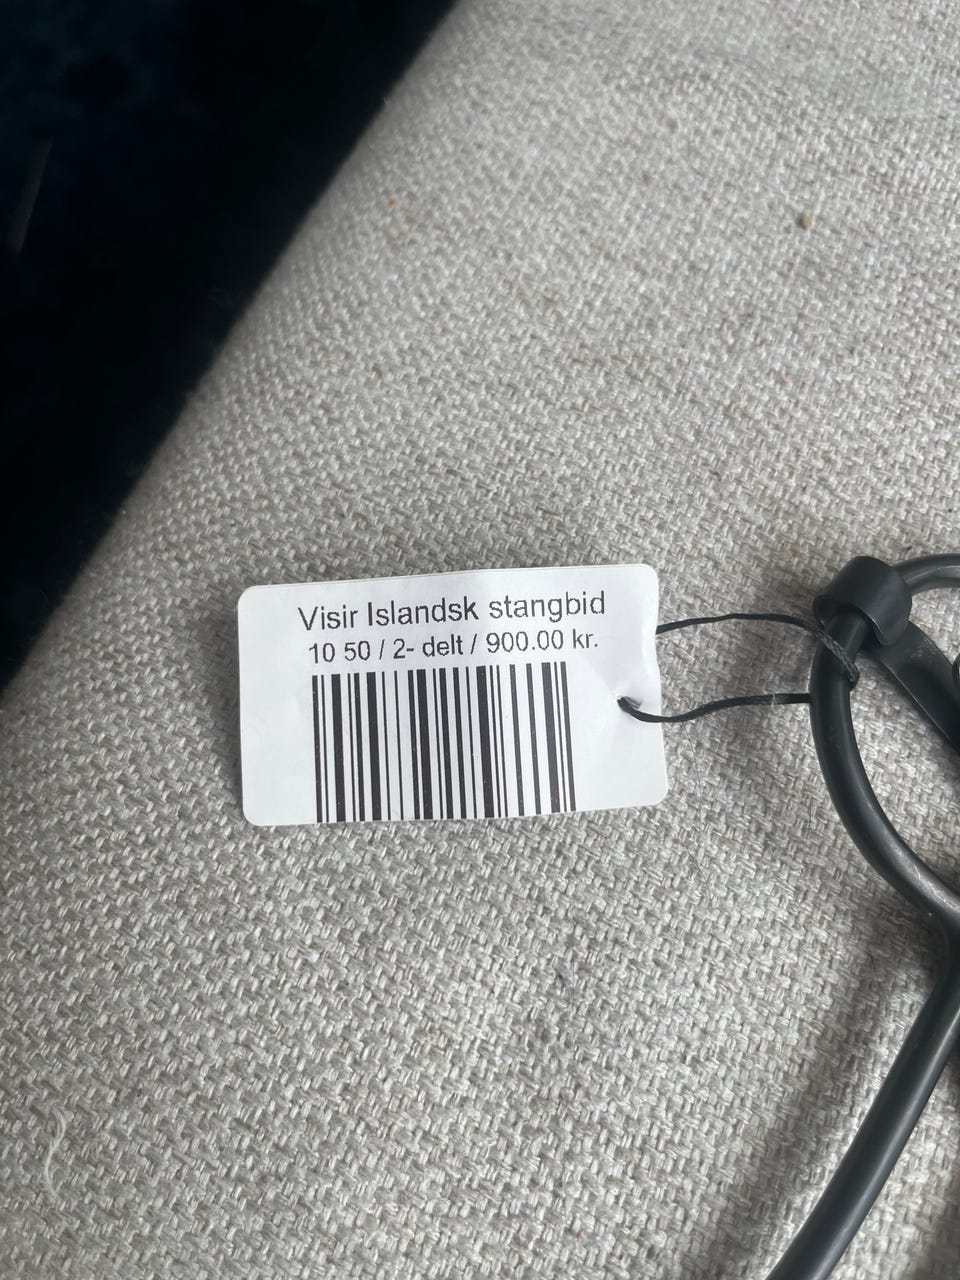 Visir Islandsk stangbid
10 50 / 2- delt / 900.00 kr.